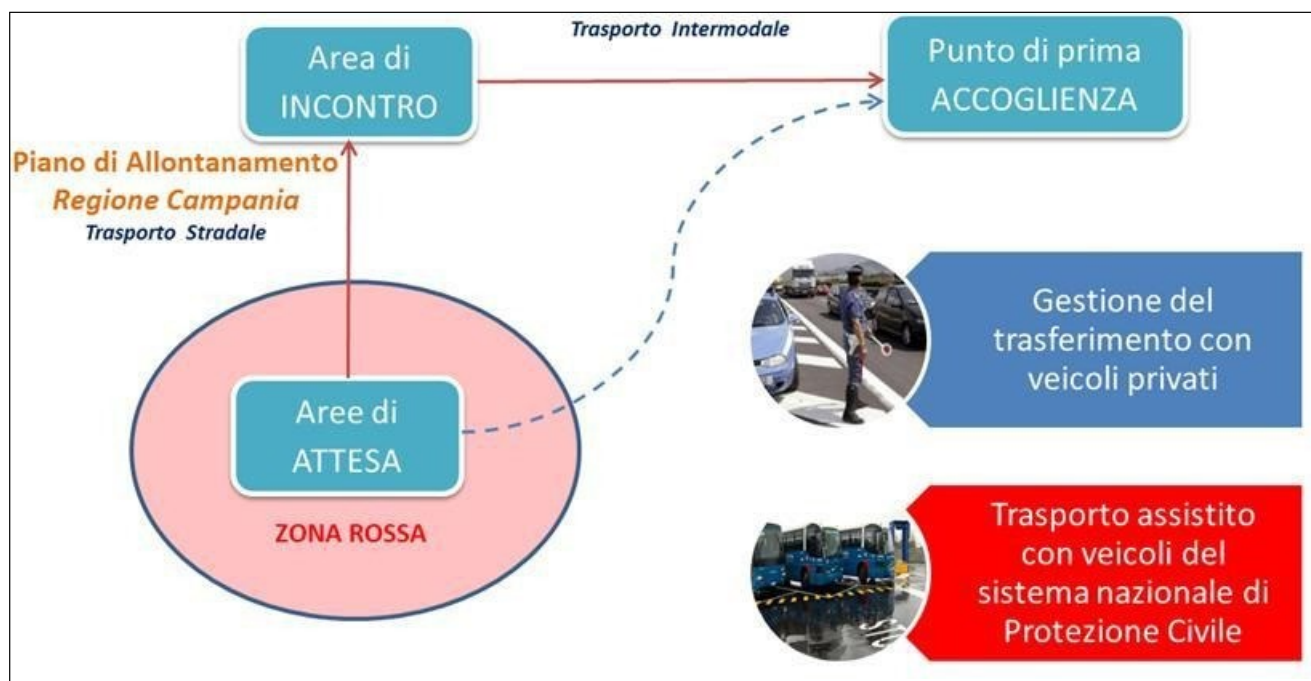 Trasporto Intermodale
Area di
INCONTRO
Punto di prima
ACCOGLIENZA
Piano di Allontanamento
Regione Campania
Trasporto Stradale
Aree di
ATTESA
ZONA ROSSA
Gestione del
trasferimento con
veicoli privati
Trasporto assistito
con veicoli del
sistema nazionale di
Protezione Civile